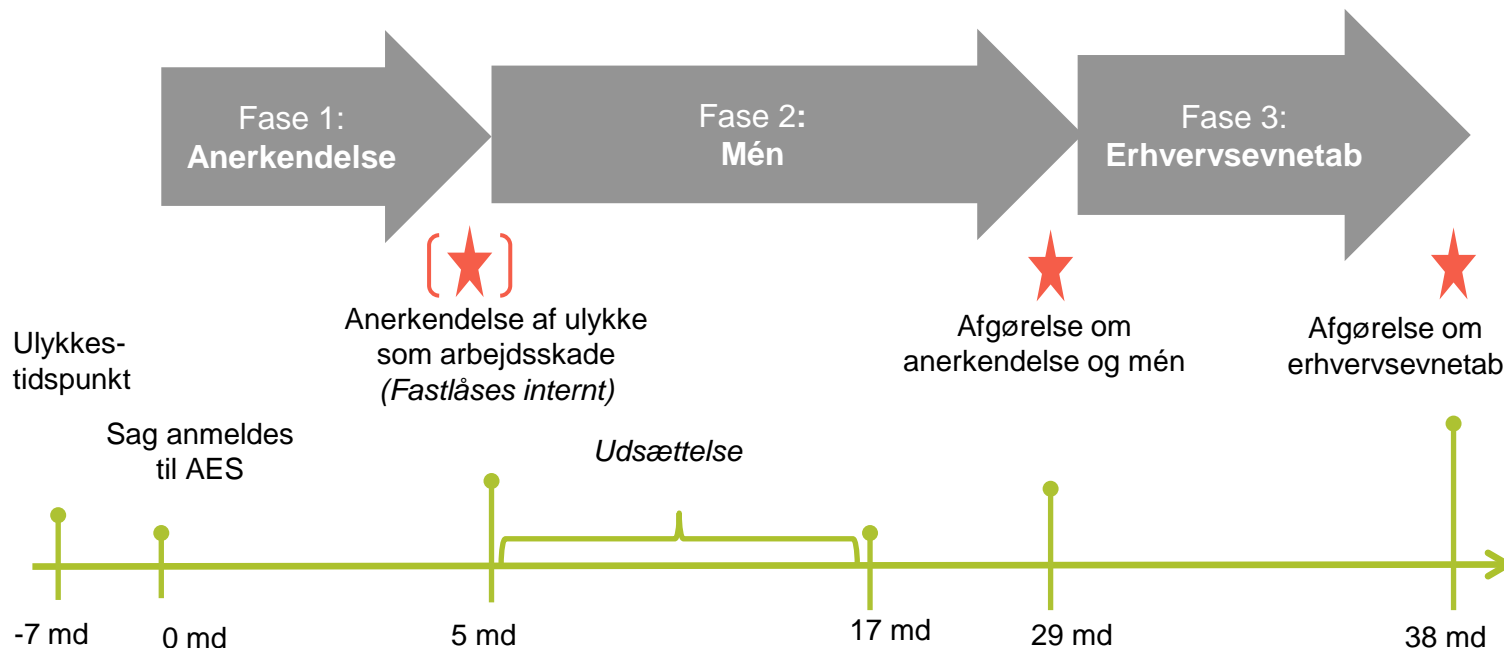 Fase 1:
Anerkendelse
Fase 2:
Mén
Fase 3:
Erhvervsevnetab
Ulykkes-
tidspunkt
Sag anmeldes
til AES
Anerkendelse af ulykke
som arbejdsskade
(Fastlåses internt)
Udsættelse
Afgørelse om
anerkendelse og mén
Afgørelse om
erhvervsevnetab
-7 md
0 md
5 md
17 md
29 md
38 md